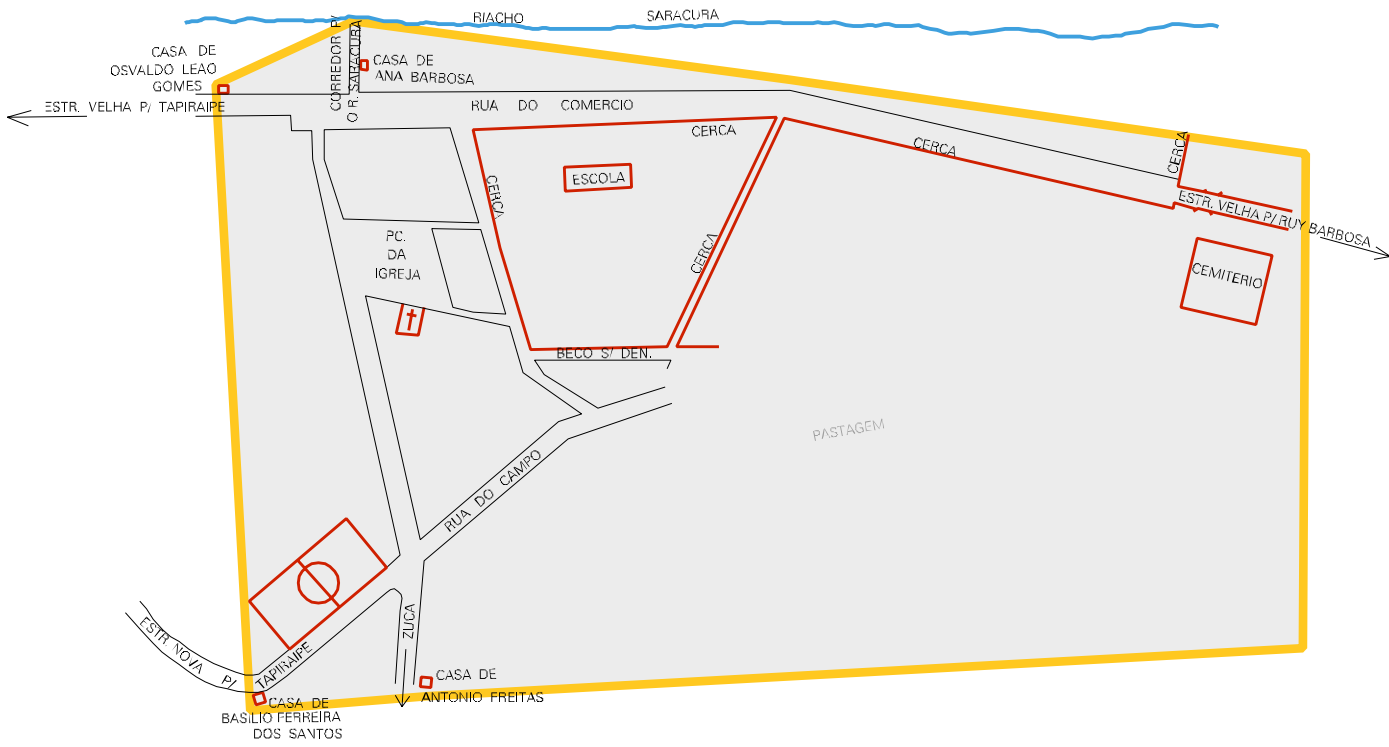 RIACHO SARACURA
CASA DE
OSVALDO LEAO
GOMES
CORREDOR P/
O R. SARACURA
CASA DE
ANA BARBOSA
ESTR. VELHA P/ TAPIRAIPE
RUA DO COMERCIO
CERCA
CERCA
CERCA
ESCOLA
CERCA
CERCA
ESTR. VELHA P/ RUY BARBOSA
PC.
DA
IGREJA
CEMITERIO
BECO S/ DEN.
PASTAGEM
RUA DO CAMPO
ZUCA
ESTR. NOVA P/ TAPIRAIPE
CASA DE
ANTONIO FREITAS
CASA DE
BASILIO FERREIRA
DOS SANTOS